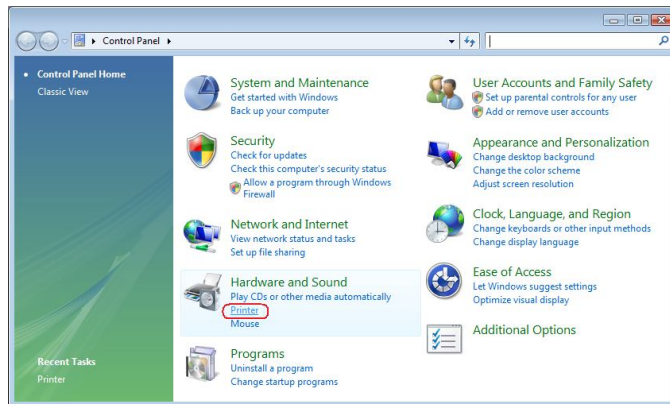 Control Panel
Control Panel Home
Classic View
System and Maintenance
Get started with Windows
Back up your computer
Security
Check for updates
Check this computer's security status
Allow a program through Windows
Firewall
Network and Internet
View network status and tasks
Set up file sharing
Hardware and Sound
Play CDs or other media automatically
Printer
Mouse
Programs
Uninstall a program
Change startup programs
User Accounts and Family Safety
Set up parental controls for any user
Add or remove user accounts
Appearance and Personalization
Change desktop background
Change the color scheme
Adjust screen resolution
Clock, Language, and Region
Change keyboards or other input methods
Change display language
Ease of Access
Let Windows suggest settings
Optimize visual display
Additional Options
Recent Tasks
Printer